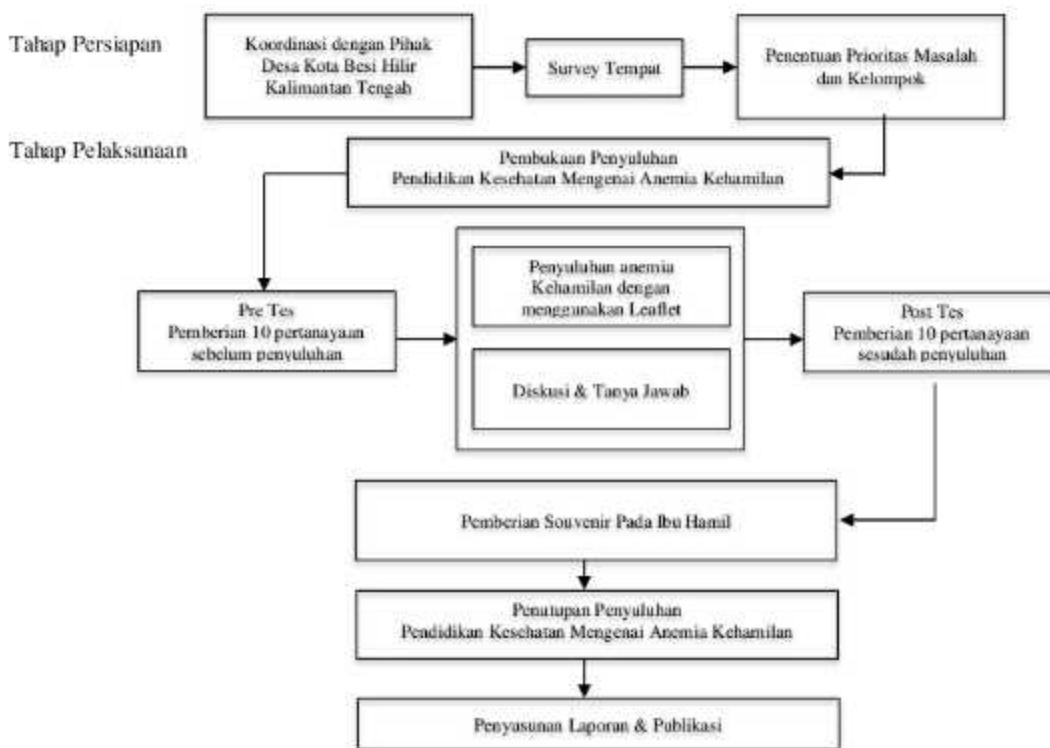 Tahap Persiapan
Koordinasi dengan Pihak
Desa Kota Besi Hilir
Kalimantan Tengah
Survey Tempat
Penentuan Prioritas Masalah
dan Kelompok
Tahap Pelaksanaan
Pembukaan Penyuluhan
Pendidikan Kesehatan Mengenai Anemia Kehamilan
Pre Tes
Pemberian 10 pertanayaan
sebelum penyuluhan
Penyuluhan anemia
Kehamilan dengan
menggunakan Leaflet
Diskusi & Tanya Jawab
Post Tes
Pemberian 10 pertanayaan
sesudah penyuluhan
Pemberian Souvenir Pada Ibu Hamil
Penutupan Penyuluhan
Pendidikan Kesehatan Mengenai Anemia Kehamilan
Penyusunan Laporan & Publikasi